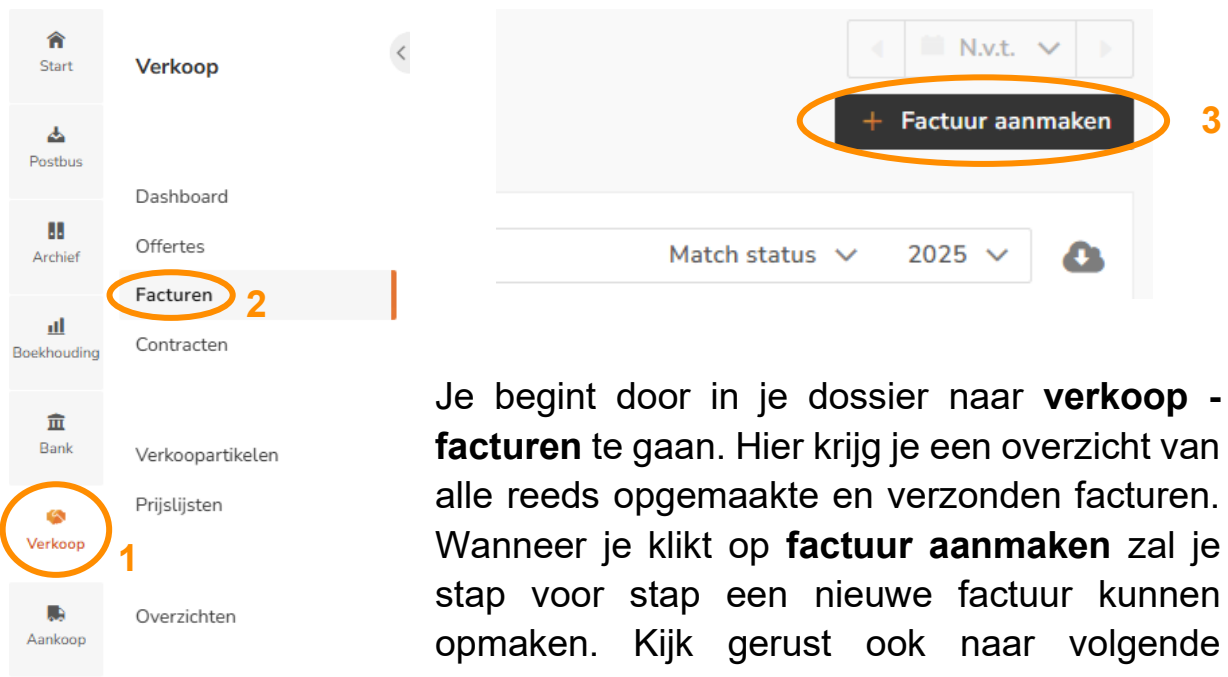 Start
Postbus
Archief
Boekhouding
Bank
Verkoop
1
Aankoop
Verkoop
Dashboard
Offertes
Facturen
2
Contracten
Verkoopartikelen
Prijslijsten
Overzichten
N.v.t.
+ Factuur aanmaken
3
Match status
2025
Je begint door in je dossier naar verkoop -
facturen te gaan. Hier krijg je een overzicht van
alle reeds opgemaakte en verzonden facturen.
Wanneer je klikt op factuur aanmaken zal je
stap voor stap een nieuwe factuur kunnen
opmaken. Kijk gerust ook naar volgende